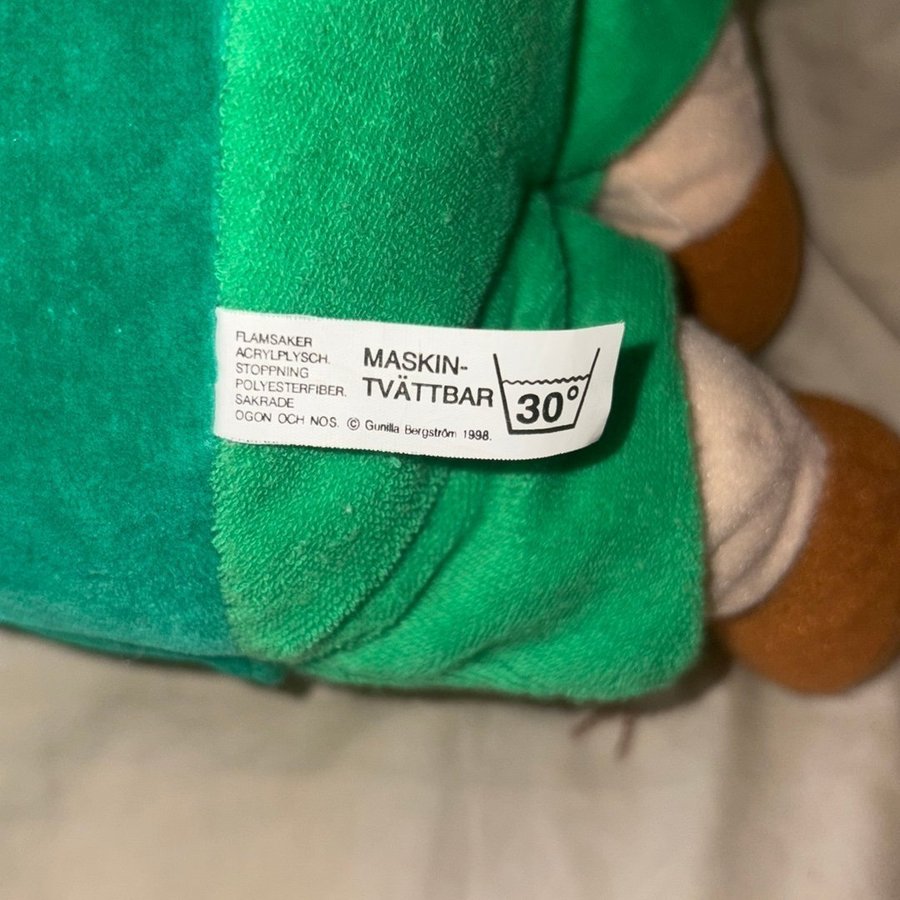 FLAMSAKER
ACRYLPLYSCH.
STOPPNING
POLYESTERFIBER.
SAKRADE
OGON OCH NOS. © Gunilla Bergström 1998.
MASKIN-
TVÄTTBAR
30°